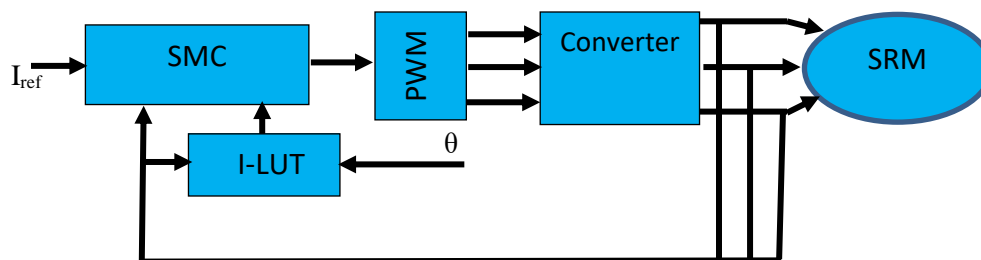 SMC
Iref
PWM
Converter
SRM
I-LUT
θ